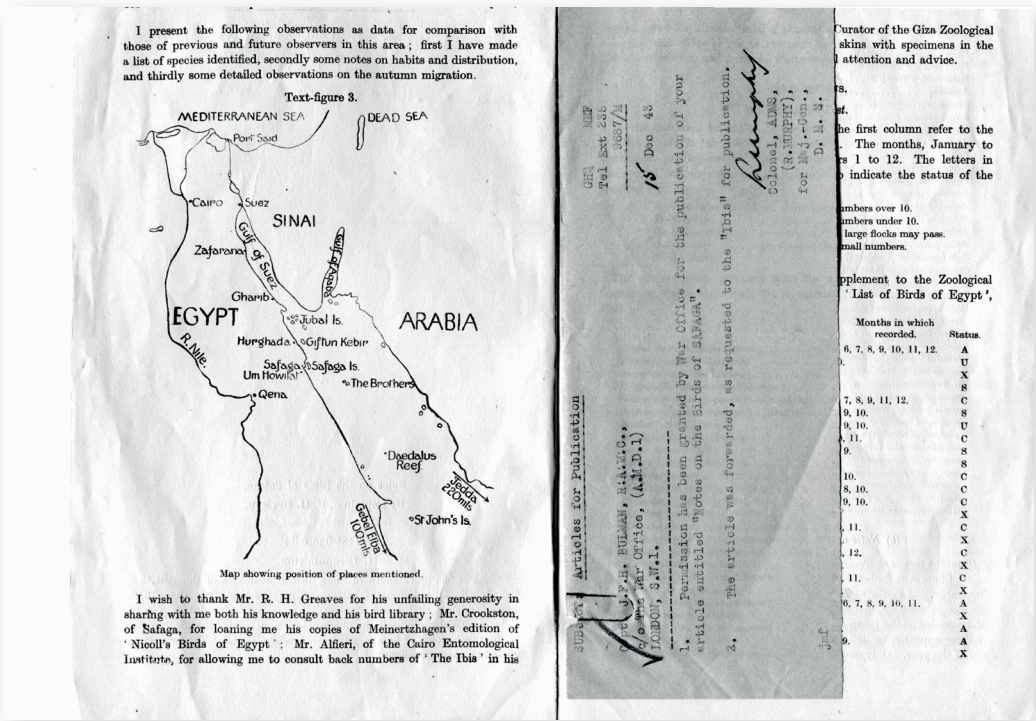 I present the following observations as data for comparison with
those of previous and future observers in this area ; first I have made
a list of species identified, secondly some notes on habits and distribution,
and thirdly some detailed observations on the autumn migration.
Text-figure 3.
MEDITERRANEAN SEA
DEAD SEA
Port Said
Cairo
Suez
SINAI
Gulf of Suez
Zafarana
Gulf of Aqaba
Gharib
EGYPT
Jubal Is.
ARABIA
Hurghada
Giftun Kebir
R. Nile.
Safaga
Safaga Is.
Um Howitat
The Brothers
Qena
Daedalus
Reef.
Jedda
220mls
Gebel Elba
100mls
St John's Is.
Map showing position of places mentioned.
I wish to thank Mr. R. H. Greaves for his unfailing generosity in
sharing with me both his knowledge and his bird library ; Mr. Crookston,
of Safaga, for loaning me his copies of Meinertzhagen's edition of
' Nicoll's Birds of Egypt ' ; Mr. Alfieri, of the Cairo Entomological
Institute, for allowing me to consult back numbers of ' The Ibis ' in his
GHQ MEF
Tel Ext 235
9687/M
15 Dec 43
SUBJECT: Articles for Publication
Capt. J.F.H. BULMAN, R.A.M.C.,
c/o The War Office, (A.M.D.1)
LONDON, S.W.1.
1. Permission has been granted by War Office for the publication of your
article entitled "Notes on the Birds of SAFAGA".
2. The article was forwarded, as requested to the "Ibis" for publication.
Colonel, ADMS,
(R.MURPHY),
for Maj.-Gen.,
D. M. S.
jmf
Curator of the Giza Zoological
skins with specimens in the
attention and advice.
he first column refer to the
The months, January to
1 to 12. The letters in
indicate the status of the
umbers over 10.
umbers under 10.
large flocks may pass.
mall numbers.
pplement to the Zoological
' List of Birds of Egypt ',
Months in which
recorded. Status.
6, 7, 8, 9, 10, 11, 12. A
U
X
S
7, 8, 9, 11, 12. C
9, 10. S
9, 10. U
11. C
9. S
S
10. C
8, 10. C
9, 10. C
X
11. C
X
12. C
X
11. C
X
6, 7, 8, 9, 10, 11. A
X
A
9. A
X